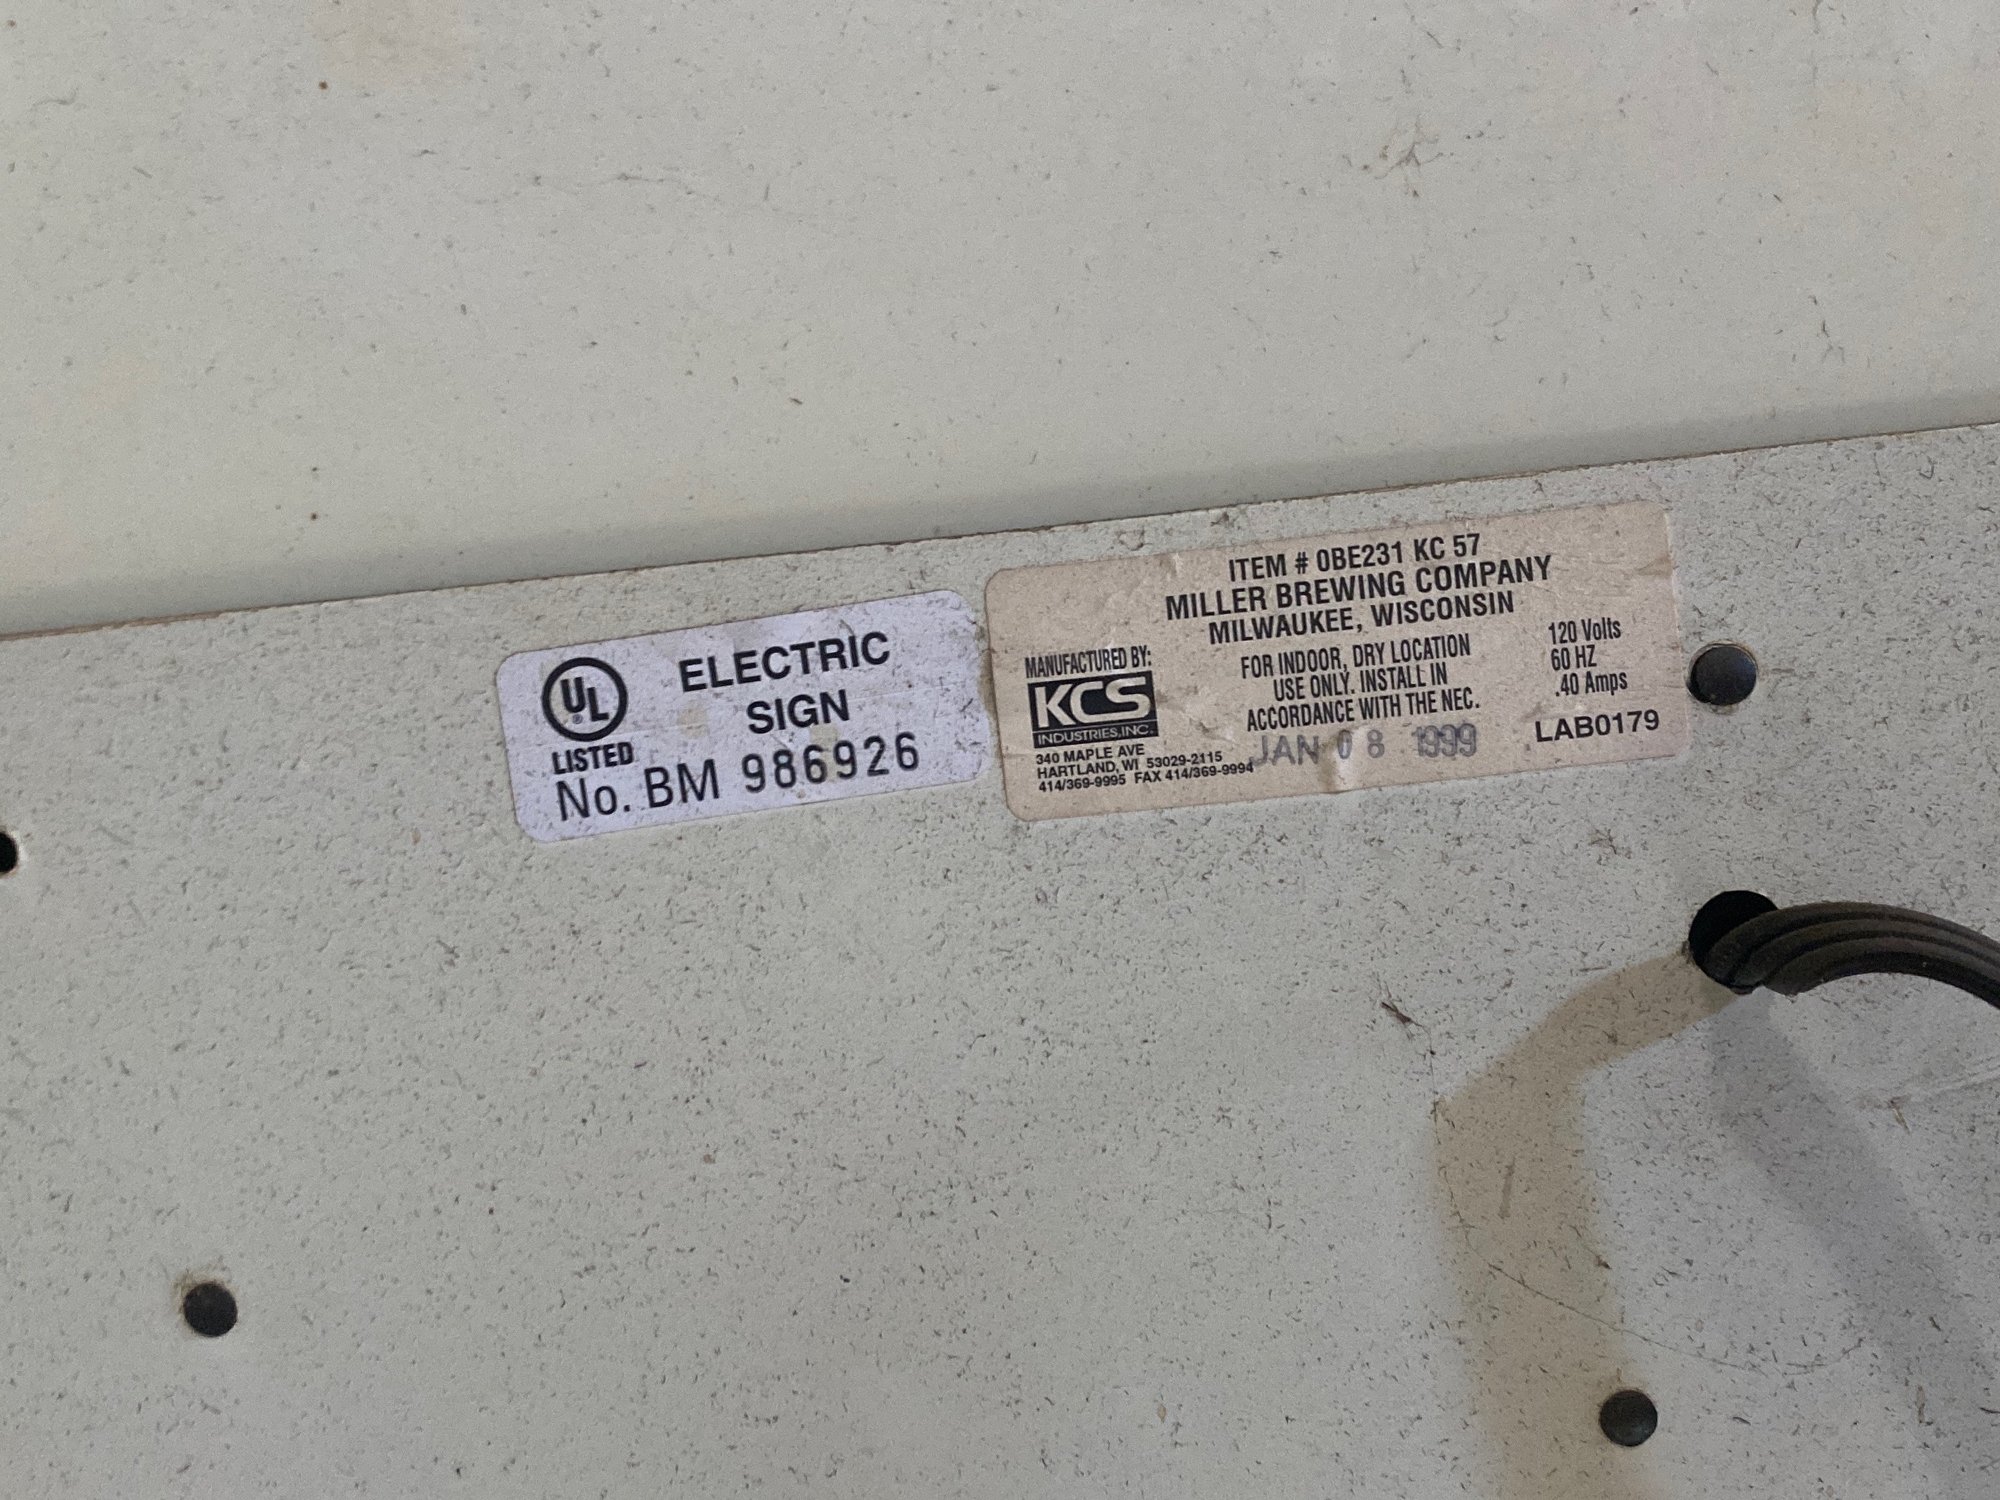 UL
®
LISTED
ELECTRIC
SIGN
No. BM 986926
ITEM # 0BE231 KC 57
MILLER BREWING COMPANY
MILWAUKEE, WISCONSIN
MANUFACTURED BY:
KCS
INDUSTRIES, INC.
340 MAPLE AVE
HARTLAND, WI 53029-2115
414/369-9995 FAX 414/369-9994
FOR INDOOR, DRY LOCATION
USE ONLY. INSTALL IN
ACCORDANCE WITH THE NEC.
JAN 08 1999
120 Volts
60 HZ
.40 Amps
LAB0179